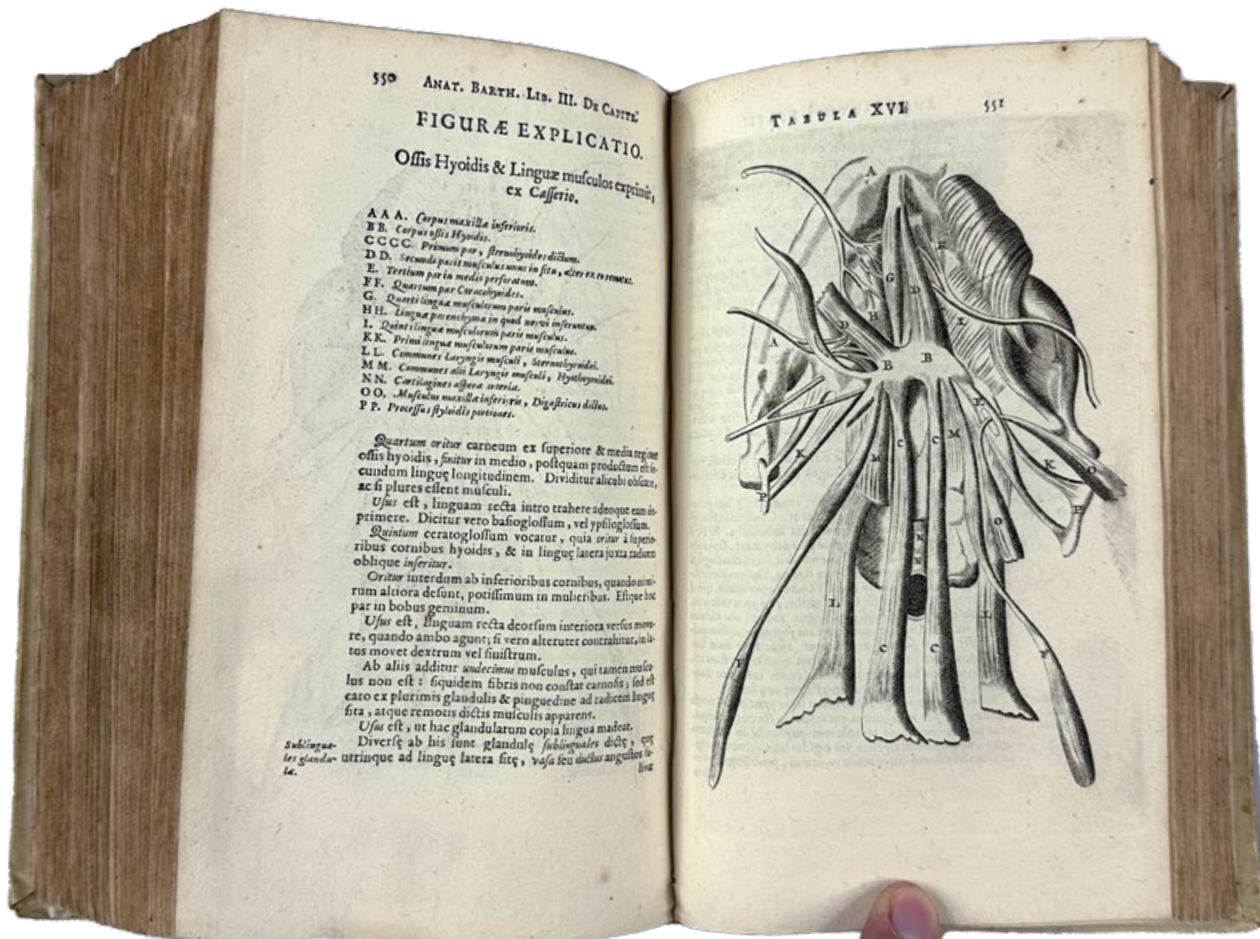 550 ANAT. BARTH. LIB. III. DE CAPITE.
FIGURÆ EXPLICATIO.
Oſſis Hyoidis & Linguæ muſculos exprimit,
ex Caſſerio.
A A A. Corpus maxillæ inferioris.
B B. Corpus oſſis Hyoidis.
C C C C. Primum par, ſternohyoides dictum.
D D. Secundi paris muſculus unus in ſitu, alter extra
E. Tertium par in medio perforatum.
F F. Quartum par Coracohyoides.
G. Quarti linguæ muſculorum paris muſculus.
H H. Linguæ parenchyma in quod nervi inſeruntur.
I. Quinti linguæ muſculorum paris muſculus.
K K. Primi linguæ muſculorum paris muſculus.
L L. Communes Laryngis muſculi, Sternothyroidei.
M M. Communes alii Laryngis muſculi, Hyothyroidei.
N N. Cartilagines aſperæ arteriæ.
O O. Muſculus maxillæ inferioris, Digaſtricus dictus.
P P. Proceſſus ſtyloidis portiones.
Quartum oritur carneum ex ſuperiore & media regione
oſſis hyoidis, finitur in medio, poſtquam productum eſt ſe-
cundum linguę longitudinem. Dividitur alicubi obſcure,
ac ſi plures eſſent muſculi.
Uſus eſt, linguam recta intro trahere adeoque eam de-
primere. Dicitur vero baſiogloſſum, vel ypſilogloſſum.
Quintum ceratogloſſum vocatur, quia oritur à ſuperio-
ribus cornibus hyoidis, & in linguę latera juxta radicem
oblique inſeritur.
Oritur interdum ab inferioribus cornibus, quando nimi-
rum altiora deſunt, potiſſimum in mulieribus. Eſtque hoc
par in bobus geminum.
Uſus eſt, linguam recta deorſum interiora verſus move-
re, quando ambo agunt; ſi vero alteruter contrahitur, in la-
tus movet dextrum vel ſiniſtrum.
Ab aliis additur undecimus muſculus, qui tamen muſcu-
lus non eſt: ſiquidem fibris non conſtat carnoſis; ſed eſt
caro ex plurimis glandulis & pinguedine ad radicem linguę
ſita, atque remotis dictis muſculis apparens.
Uſus eſt, ut hac glandularum copia lingua madeat.
Diverſę ab his ſunt glandulę ſublinguales dictę, quę
utrinque ad linguę latera ſitę, vaſa ſeu ductus anguſtos ſa-
livæ
Sublingua-
les glandu-
læ.
TABULA XVI 551
A
E
G
D
H
D
I
A
A
B
B
E
C
C
M
M
K
K
O
P
P
O
N
N
N
L
L
C
C
F
F